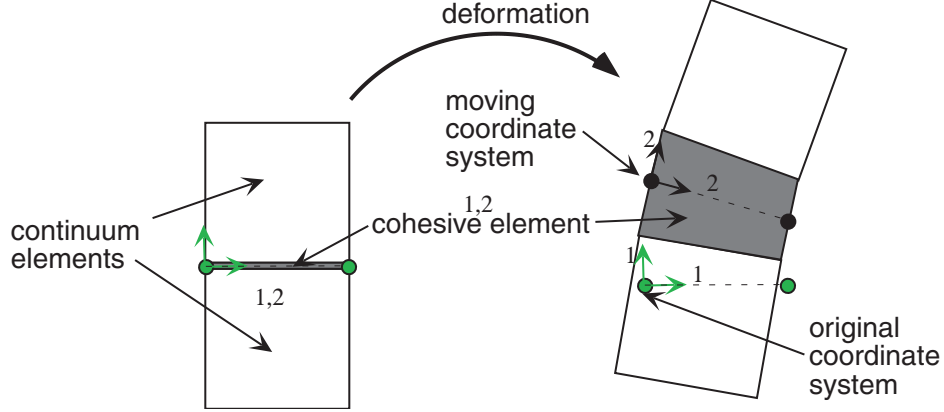 deformation
moving
coordinate
system
2
2
1,2
continuum
elements
cohesive element
1
1
1,2
original
coordinate
system